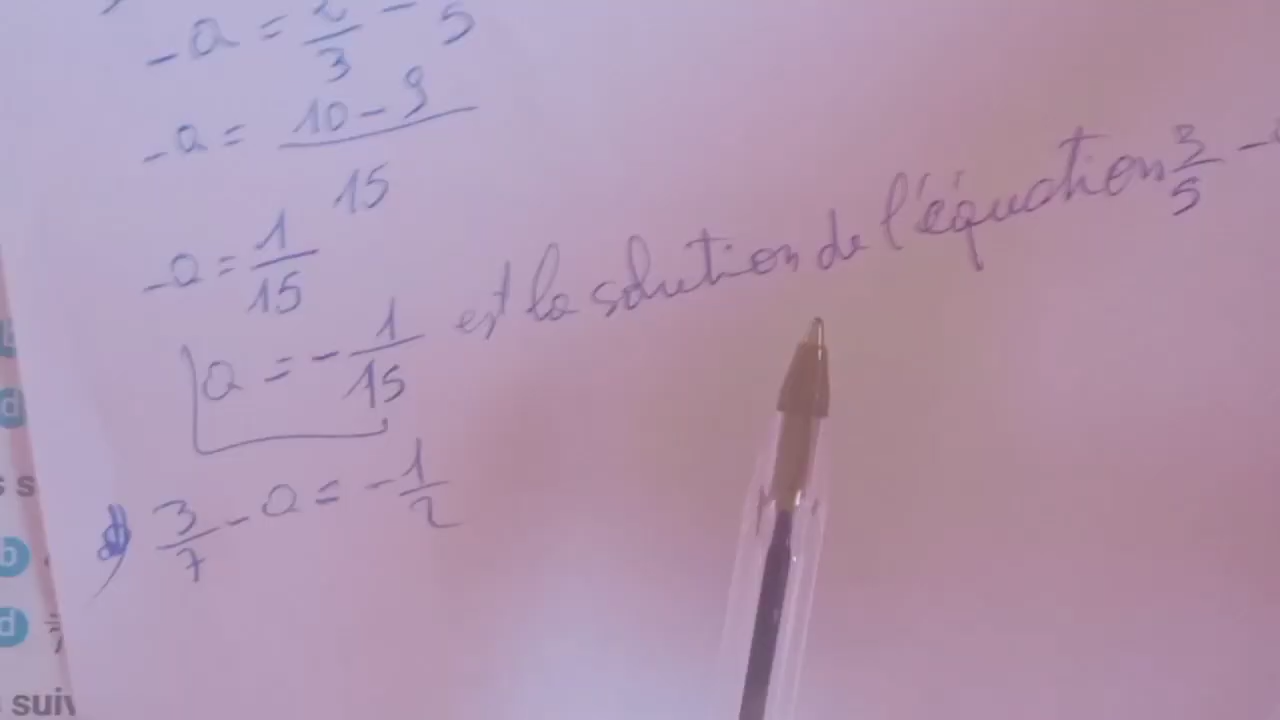 -a = 2/3 - 5
-a = 10 - 9 / 15
-a = 1/15
a = - 1/15 est la solution de l'équation 3/5 -
d) 3/7 - a = - 1/2
d
s s
b
d
suiv